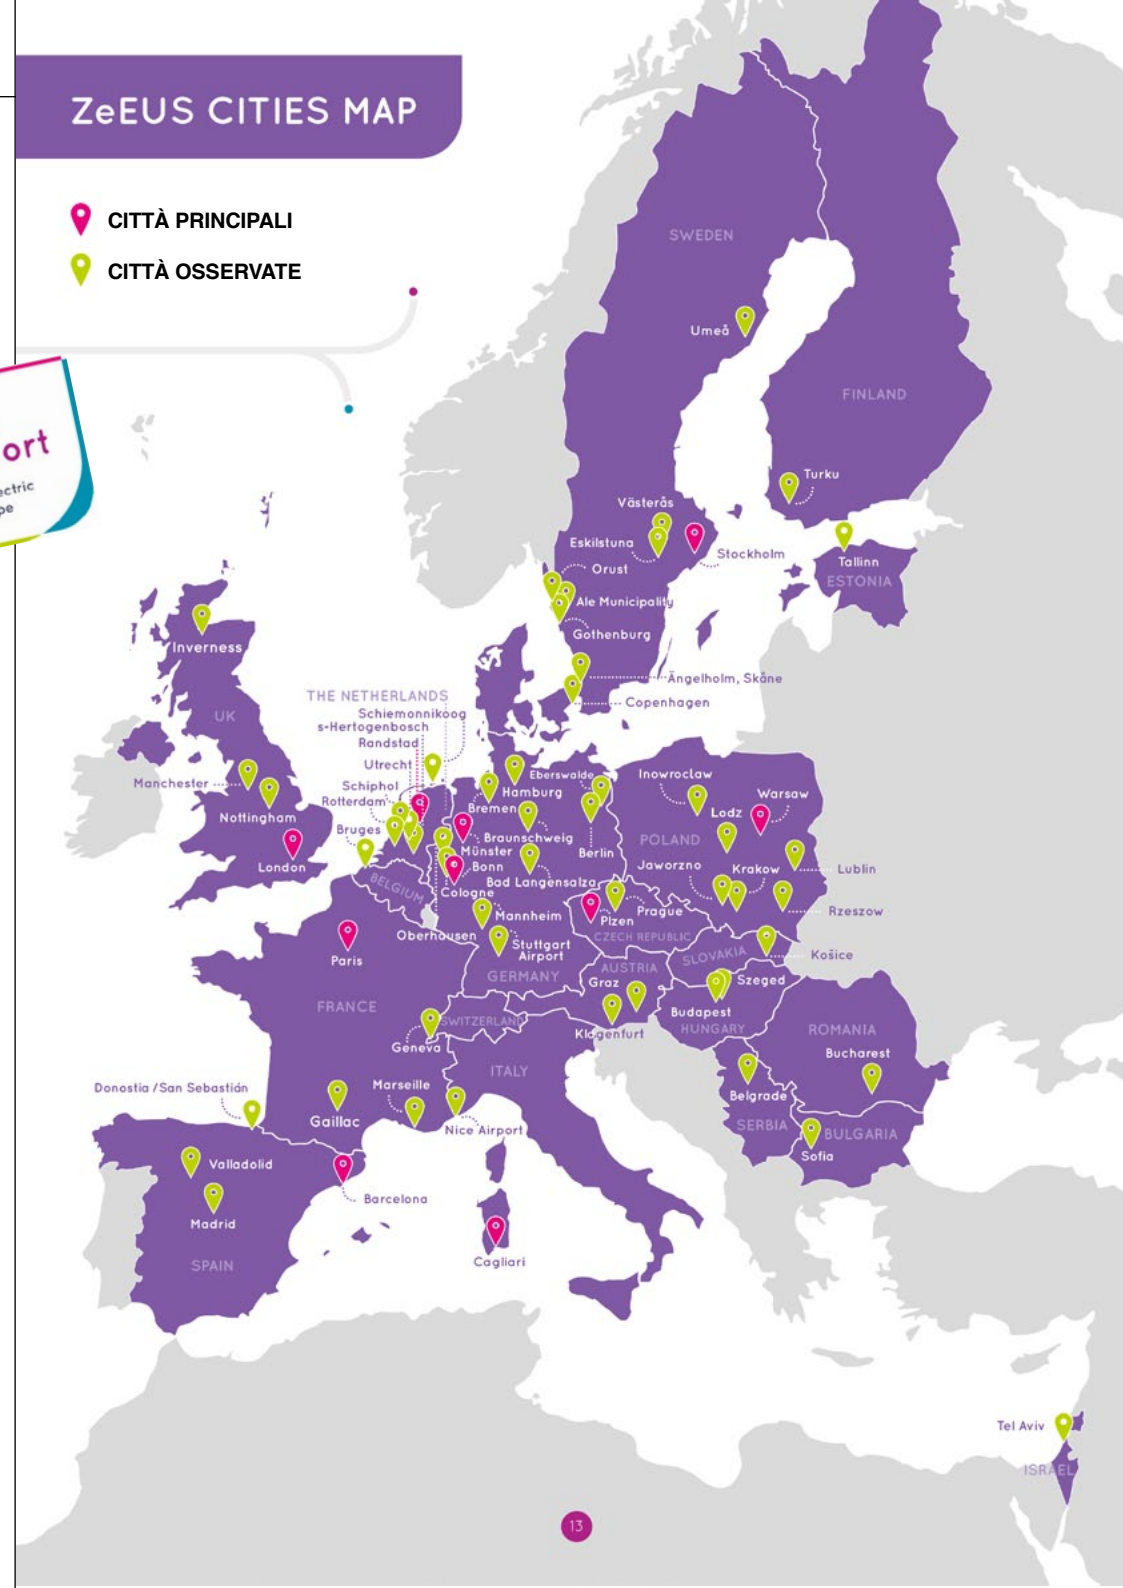 ZeEUS CITIES MAP
CITTÀ PRINCIPALI
CITTÀ OSSERVATE
ort
ectric
pe
SWEDEN
Umeå
FINLAND
Turku
Västerås
Eskilstuna
Stockholm
Orust
Tallinn
ESTONIA
Ale Municipality
Gothenburg
Inverness
Ängelholm, Skåne
Copenhagen
THE NETHERLANDS
Schiemonnikoog
s-Hertogenbosch
Randstad
UK
Utrecht
Manchester
Schiphol
Rotterdam
Nottingham
Bruges
London
Eberswalde
Hamburg
Bremen
Braunschweig
Berlin
Münster
Bonn
Bad Langensalza
Cologne
Inowroclaw
Warsaw
Lodz
POLAND
Jaworzno
Krakow
Lublin
Rzeszow
BELGIUM
Mannheim
Oberhausen
Stuttgart
Airport
Plzen
Prague
CZECH REPUBLIC
SLOVAKIA
Košice
Paris
GERMANY
AUSTRIA
Graz
Szeged
Budapest
HUNGARY
FRANCE
SWITZERLAND
Geneva
Klagenfurt
ROMANIA
Bucharest
ITALY
Donostia /San Sebastián
Marseille
Gaillac
Nice Airport
Belgrade
SERBIA
BULGARIA
Sofia
Valladolid
Barcelona
Madrid
SPAIN
Cagliari
Tel Aviv
ISRAEL
13